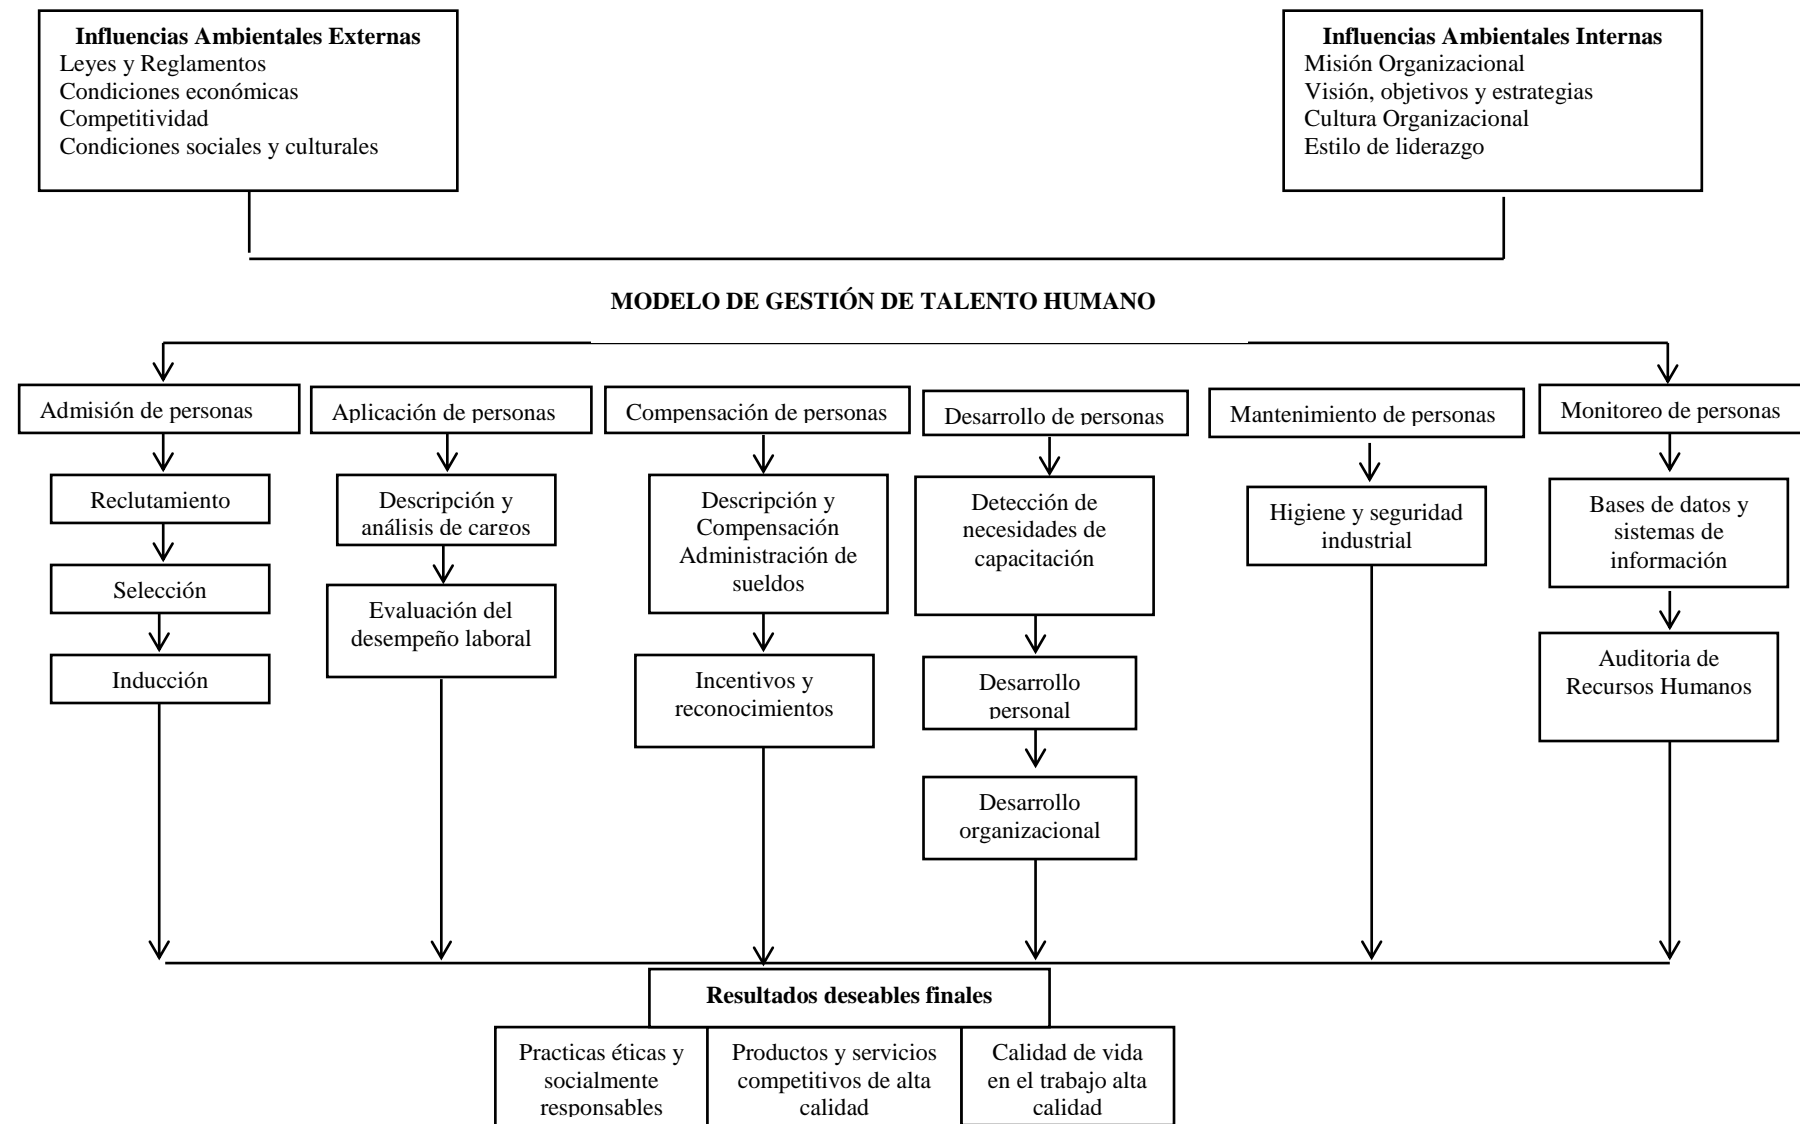 Influencias Ambientales Externas
Leyes y Reglamentos
Condiciones económicas
Competitividad
Condiciones sociales y culturales
Influencias Ambientales Internas
Misión Organizacional
Visión, objetivos y estrategias
Cultura Organizacional
Estilo de liderazgo
MODELO DE GESTIÓN DE TALENTO HUMANO
Admisión de personas
Aplicación de personas
Compensación de personas
Desarrollo de personas
Mantenimiento de personas
Monitoreo de personas
Reclutamiento
Selección
Inducción
Descripción y
análisis de cargos
Evaluación del
desempeño laboral
Descripción y
Compensación
Administración de
sueldos
Incentivos y
reconocimientos
Detección de
necesidades de
capacitación
Desarrollo
personal
Desarrollo
organizacional
Higiene y seguridad
industrial
Bases de datos y
sistemas de
información
Auditoria de
Recursos Humanos
Resultados deseables finales
Practicas éticas y
socialmente
responsables
Productos y servicios
competitivos de alta
calidad
Calidad de vida
en el trabajo alta
calidad